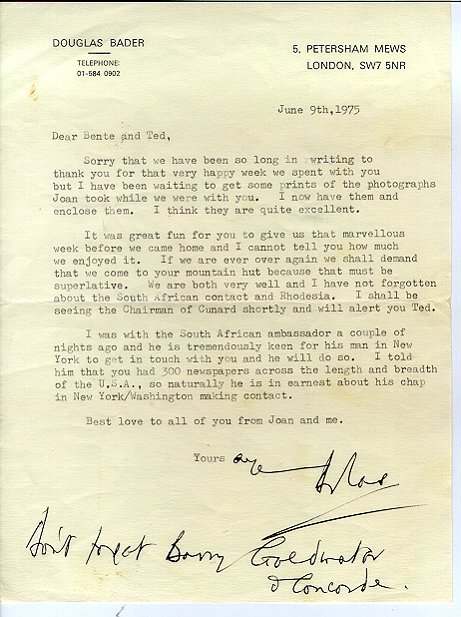 DOUGLAS BADER
TELEPHONE:
01-584 0902
5, PETERSHAM MEWS
LONDON, SW7 5NR
June 9th,1975
Dear Bente and Ted,
Sorry that we have been so long in writing to
thank you for that very happy week we spent with you
but I have been waiting to get some prints of the photographs
Joan took while we were with you. I now have them and
enclose them. I think they are quite excellent.
It was great fun for you to give us that marvellous
week before we came home and I cannot tell you how much
we enjoyed it. If we are ever over again we shall demand
that we come to your mountain hut because that must be
superlative. We are both very well and I have not forgotten
about the South African contact and Rhodesia. I shall be
seeing the Chairman of Cunard shortly and will alert you Ted.
I was with the South African ambassador a couple of
nights ago and he is tremendously keen for his man in New
York to get in touch with you and he will do so. I told
him that you had 300 newspapers across the length and breadth
of the U.S.A., so naturally he is in earnest about his chap
in New York/Washington making contact.
Best love to all of you from Joan and me.
Yours aye
Don't forget Barry Goldwater
& Concorde.